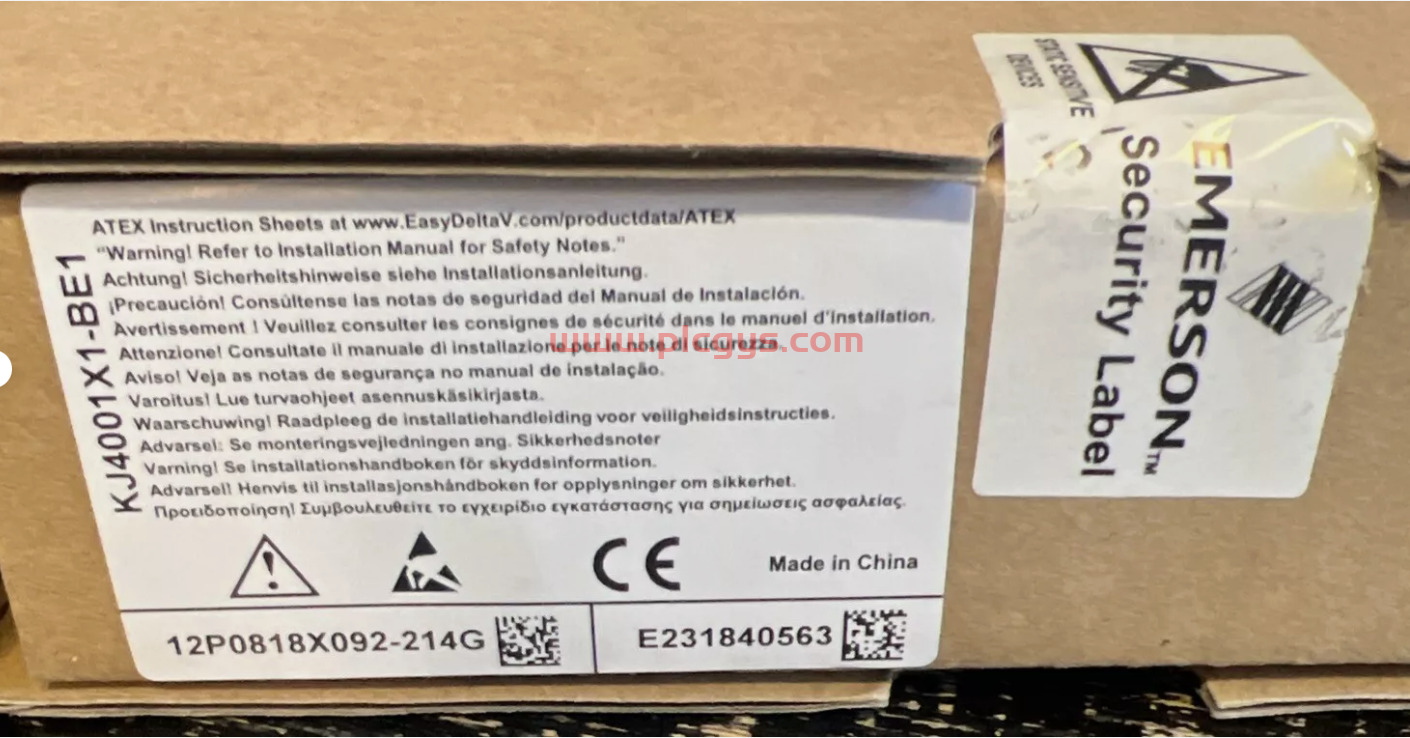 STATIC SENSITIVE
DEVICES
EMERSON™
Security Label
KJ4001X1-BE1
ATEX Instruction Sheets at www.EasyDeltaV.com/productdata/ATEX
"Warning! Refer to Installation Manual for Safety Notes."
Achtung! Sicherheitshinweise siehe Installationsanleitung.
¡Precaución! Consúltense las notas de seguridad del Manual de Instalación.
Avertissement ! Veuillez consulter les consignes de sécurité dans le manuel d'installation.
Attenzione! Consultate il manuale di installazione per le note di sicurezza.
www.plcgys.com
Aviso! Veja as notas de segurança no manual de instalação.
Varoitus! Lue turvaohjeet asennuskäsikirjasta.
Waarschuwing! Raadpleeg de installatiehandleiding voor veiligheidsinstructies.
Advarsel: Se monteringsvejledningen ang. Sikkerhedsnoter
Varning! Se installationshandboken för skyddsinformation.
Advarsel! Henvis til installasjonshåndboken for opplysninger om sikkerhet.
Προειδοποίηση! Συμβουλευθείτε το εγχειρίδιο εγκατάστασης για σημειώσεις ασφαλείας.
CE
Made in China
12P0818X092-214G
E231840563